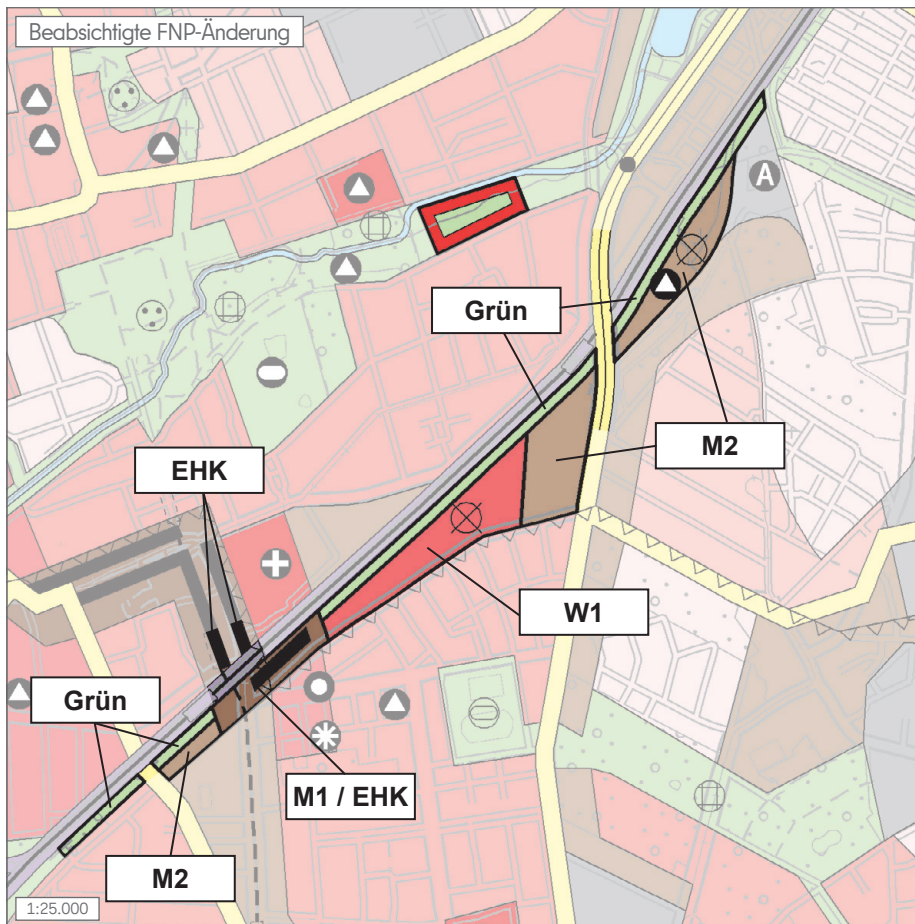 Beabsichtigte FNP-Änderung
A
Grün
M2
EHK
W1
Grün
M1 / EHK
M2
1:25.000